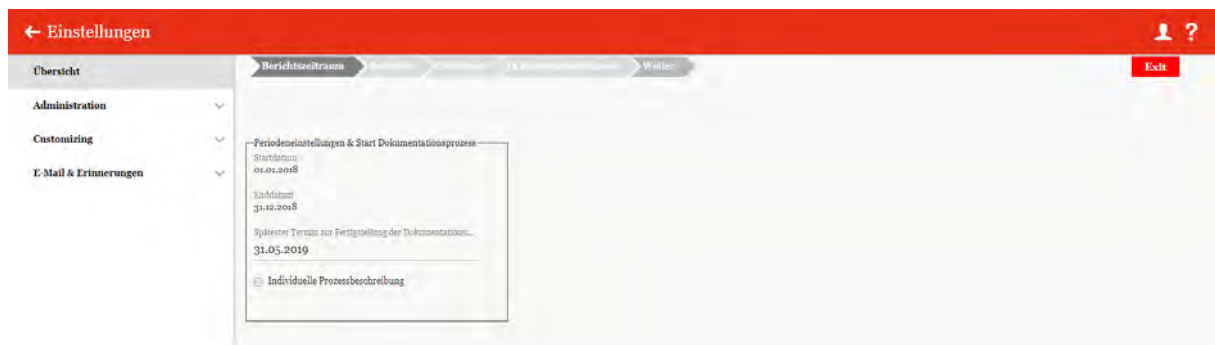 Einstellungen
?
Übersicht
Berichtszeitraum
Weiter
Exit
Administration
Customizing
E-Mail & Erinnerungen
Periodeneinstellungen & Start Dokumentationsprozess
Startdatum
01.01.2018
Enddatum
31.12.2018
Spätester Termin zur Fertigstellung der Dokumentations...
31.05.2019
Individuelle Prozessbeschreibung